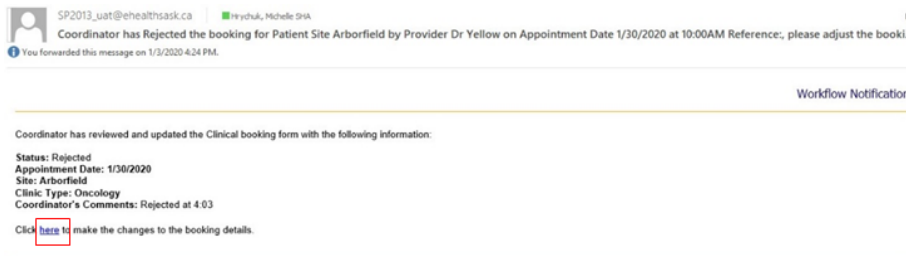 SP2013_uat@ehealthsask.ca Hrychuk, Michelle SHA
Coordinator has Rejected the booking for Patient Site Arborfield by Provider Dr Yellow on Appointment Date 1/30/2020 at 10:00AM Reference:, please adjust the booki
You forwarded this message on 1/3/2020 4:24 PM.
Workflow Notification
Coordinator has reviewed and updated the Clinical booking form with the following information:
Status: Rejected
Appointment Date: 1/30/2020
Site: Arborfield
Clinic Type: Oncology
Coordinator's Comments: Rejected at 4:03
Click here to make the changes to the booking details.